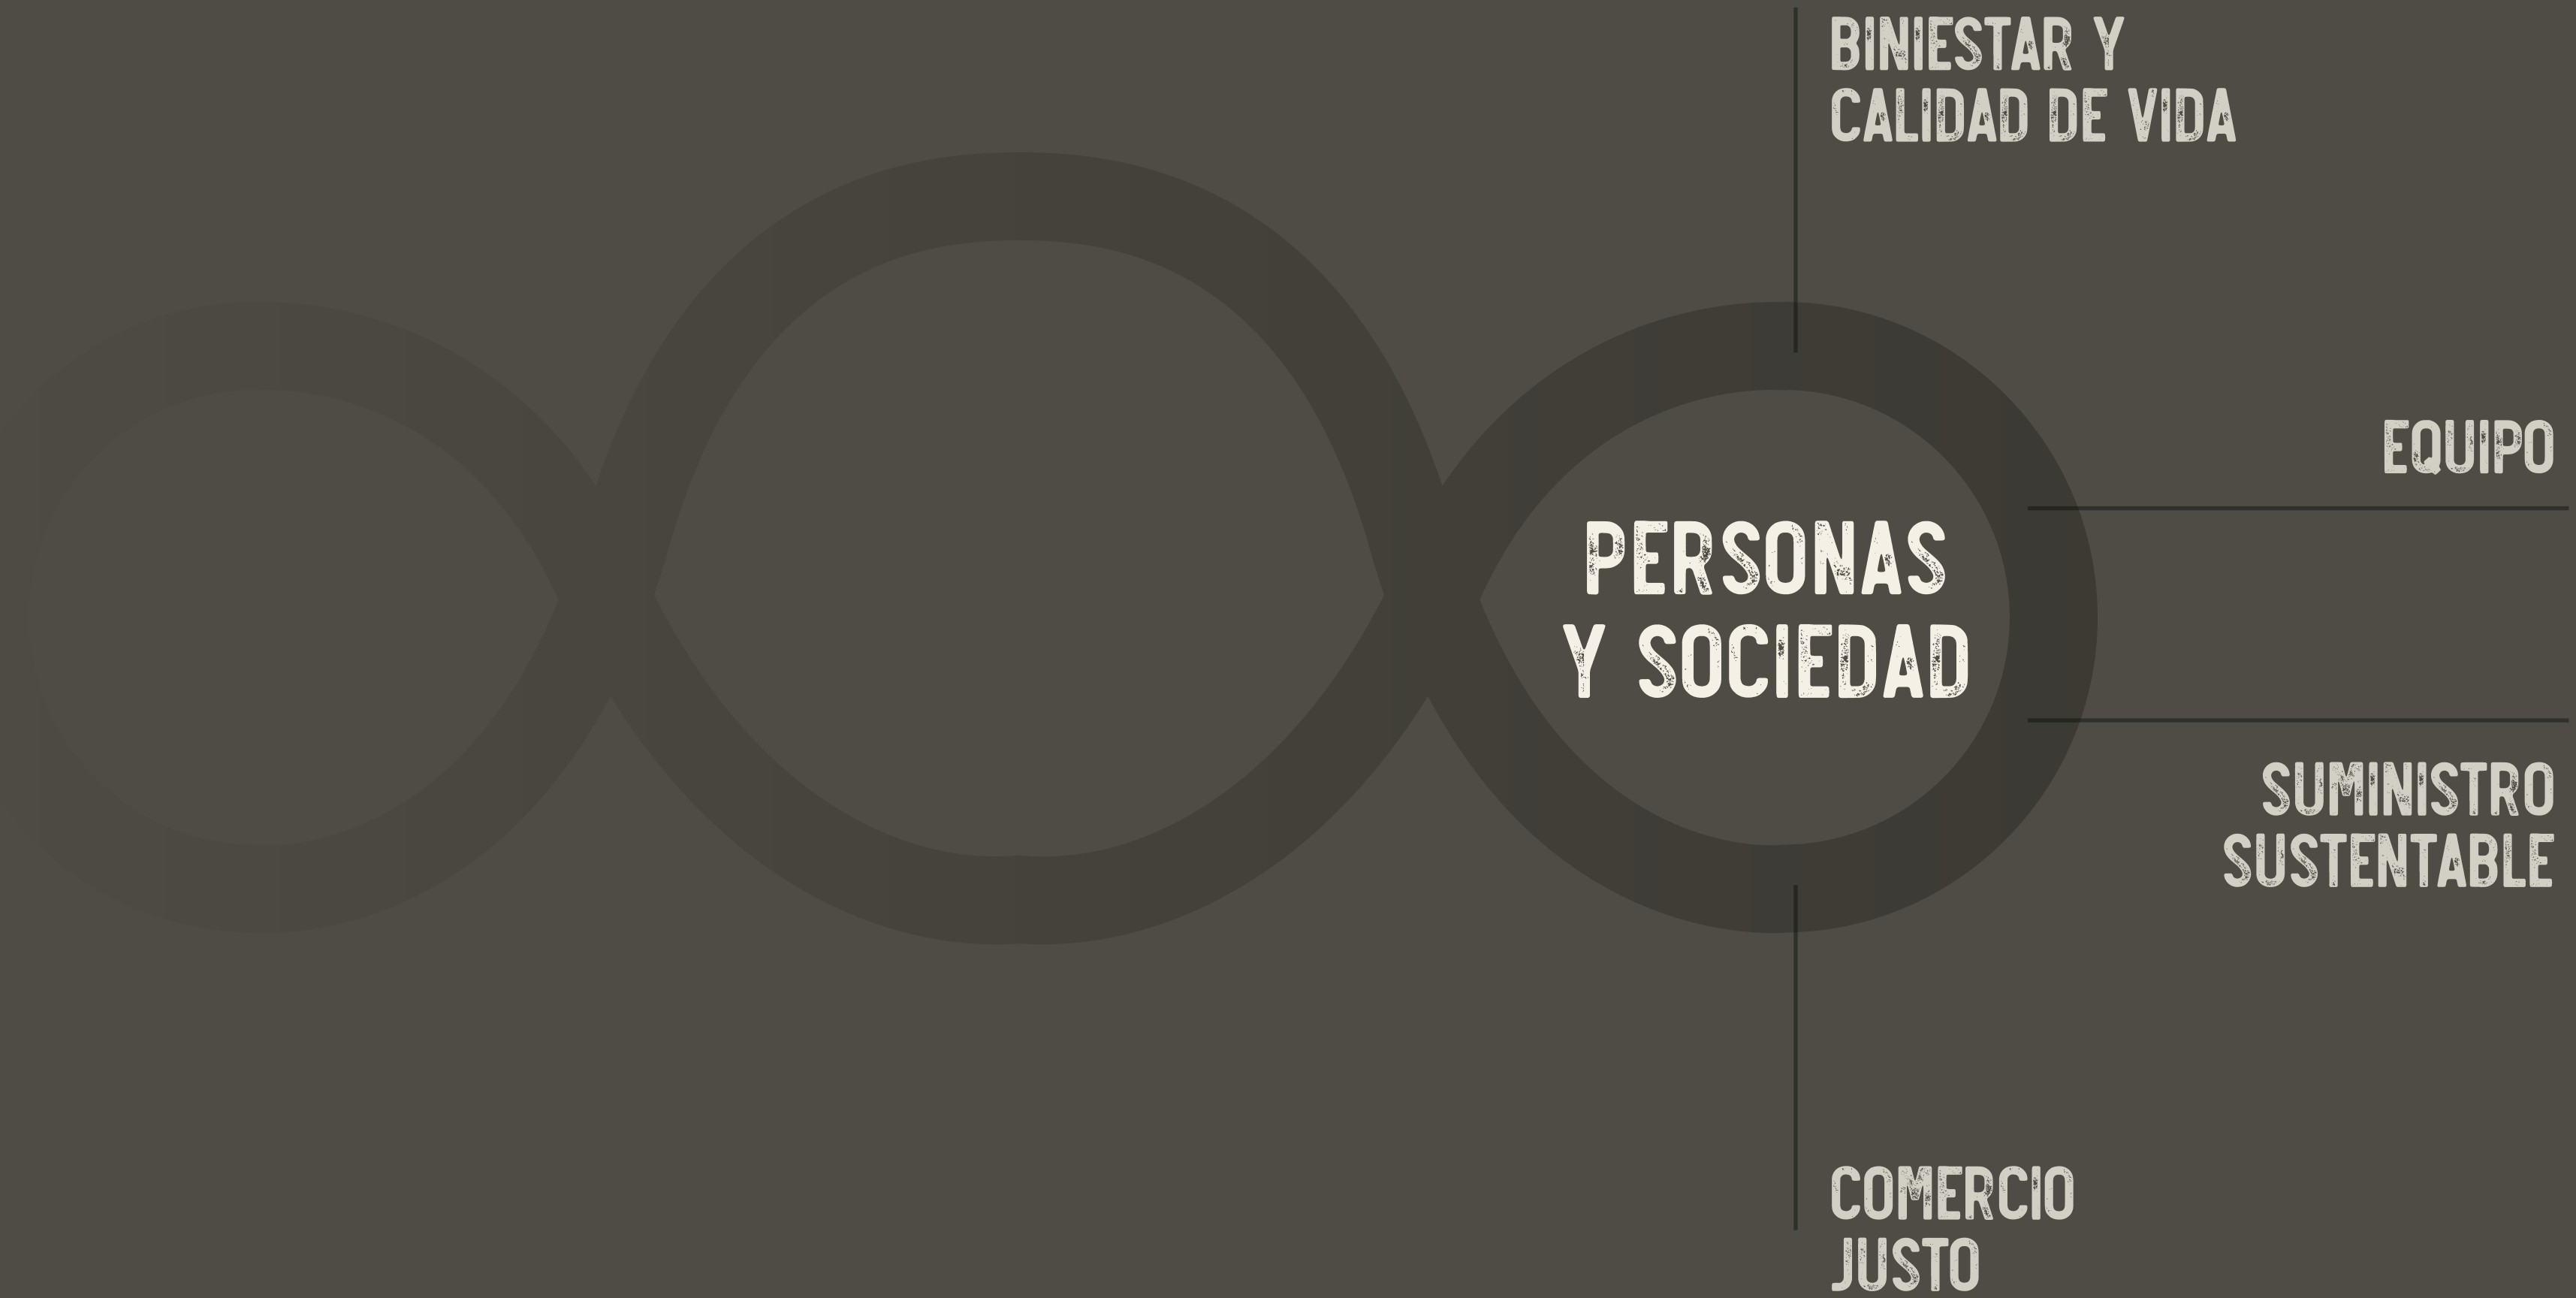 BINIESTAR Y
CALIDAD DE VIDA
EQUIPO
PERSONAS
Y SOCIEDAD
SUMINISTRO
SUSTENTABLE
COMERCIO
JUSTO